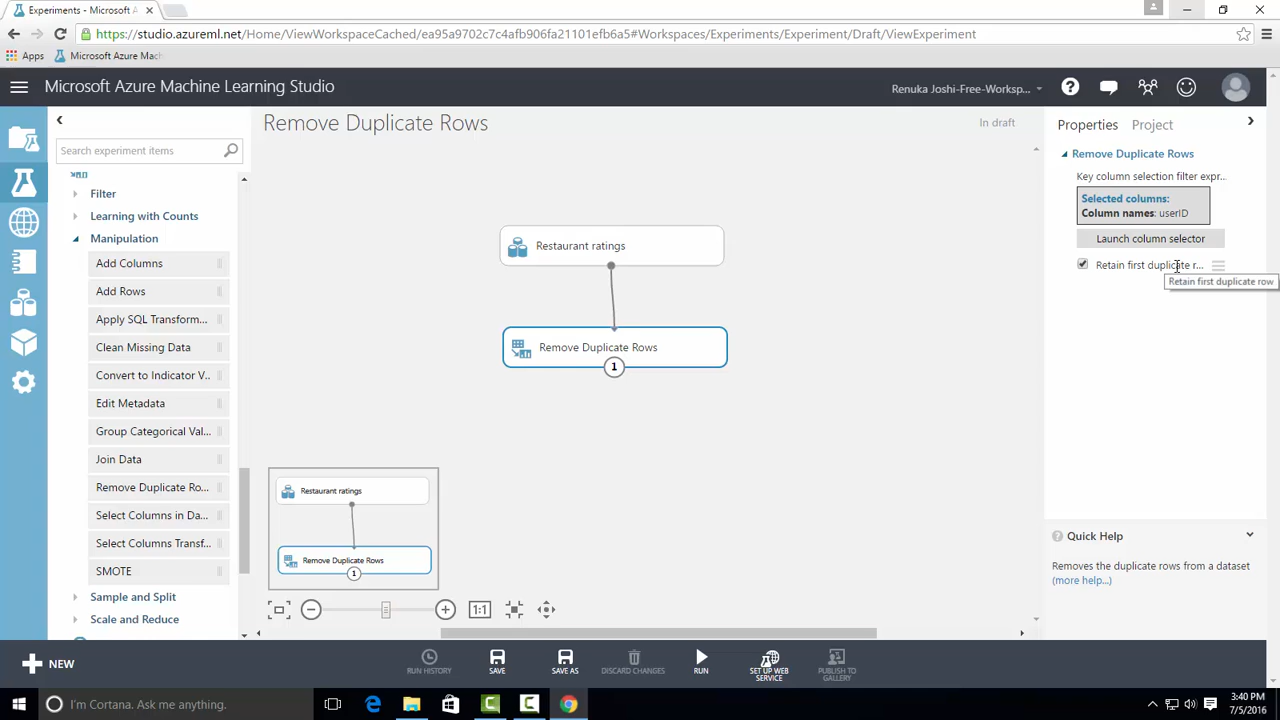 Experiments - Microsoft A
https://studio.azureml.net/Home/ViewWorkspaceCached/ea95a9702c7c4afb906fa21101efb6a5#Workspaces/Experiments/Experiment/Draft/ViewExperiment
Apps
Microsoft Azure Mach
Microsoft Azure Machine Learning Studio
Renuka Joshi-Free-Worksp...
Search experiment items
Filter
Learning with Counts
Manipulation
Add Columns
Add Rows
Apply SQL Transform...
Clean Missing Data
Convert to Indicator V...
Edit Metadata
Group Categorical Val...
Join Data
Remove Duplicate Ro...
Select Columns in Da...
Select Columns Transf...
SMOTE
Sample and Split
Scale and Reduce
Remove Duplicate Rows
In draft
Restaurant ratings
Remove Duplicate Rows
1
Restaurant ratings
Remove Duplicate Rows
1
1:1
Properties
Project
Remove Duplicate Rows
Key column selection filter expr...
Selected columns:
Column names: userID
Launch column selector
Retain first duplicate r...
Retain first duplicate row
Quick Help
Removes the duplicate rows from a dataset
(more help...)
NEW
RUN HISTORY
SAVE
SAVE AS
DISCARD CHANGES
RUN
SET UP WEB
SERVICE
PUBLISH TO
GALLERY
I'm Cortana. Ask me anything.
3:40 PM
7/5/2016